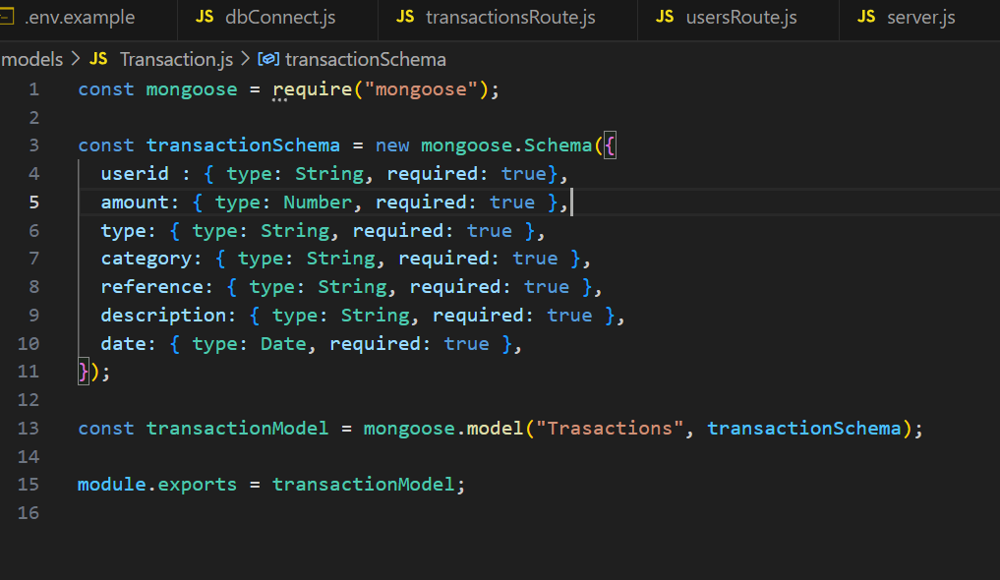 .env.example JS dbConnect.js JS transactionsRoute.js JS usersRoute.js JS server.js
models > JS Transaction.js > transactionSchema
1 const mongoose = require("mongoose");
2
3 const transactionSchema = new mongoose.Schema({
4 userid : { type: String, required: true},
5 amount: { type: Number, required: true },
6 type: { type: String, required: true },
7 category: { type: String, required: true },
8 reference: { type: String, required: true },
9 description: { type: String, required: true },
10 date: { type: Date, required: true },
11 });
12
13 const transactionModel = mongoose.model("Trasactions", transactionSchema);
14
15 module.exports = transactionModel;
16